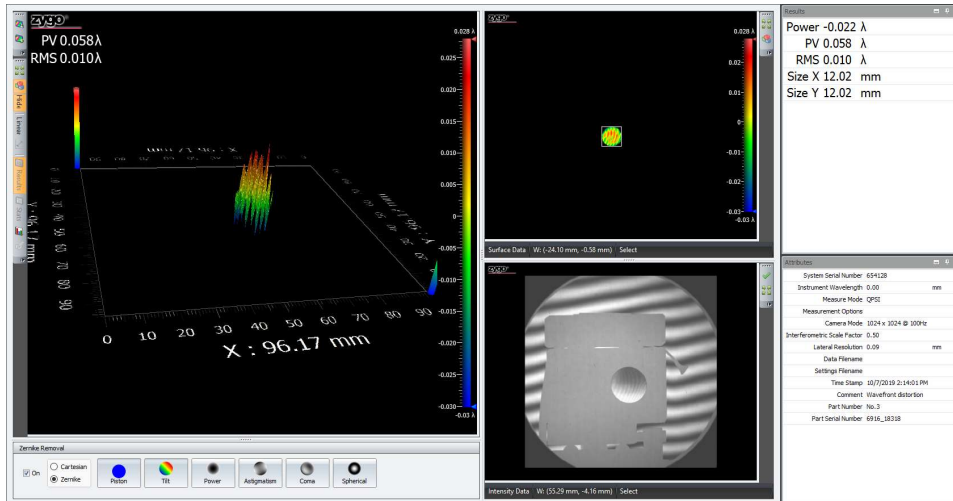 zygo
PV 0.058λ
RMS 0.010λ
0.028 λ
0.025
0.020
0.015
0.010
0.005
0
-0.005
-0.010
-0.015
-0.020
-0.025
-0.030
-0.03 λ
0 10 20 30 40 50 60 70 80 90
X : 96.17 mm
Hide
Linear
Results
Zernike Removal
On
Cartesian
Zernike
Piston
Tilt
Power
Astigmatism
Coma
Spherical
zygo
0.028 λ
0.02
0.01
0
-0.01
-0.02
-0.03
-0.03 λ
Surface Data W: (-24.10 mm, -0.58 mm) Select
zygo
Intensity Data W: (55.29 mm, -4.16 mm) Select
Results
Power -0.022 λ
PV 0.058 λ
RMS 0.010 λ
Size X 12.02 mm
Size Y 12.02 mm
Attributes
System Serial Number 654128
Instrument Wavelength 0.00 mm
Measure Mode QPSI
Measurement Options
Camera Mode 1024 x 1024 @ 100Hz
Interferometric Scale Factor 0.50
Lateral Resolution 0.09 mm
Data Filename
Settings Filename
Time Stamp 10/7/2019 2:14:01 PM
Comment Wavefront distortion
Part Number No.3
Part Serial Number 6916_18318